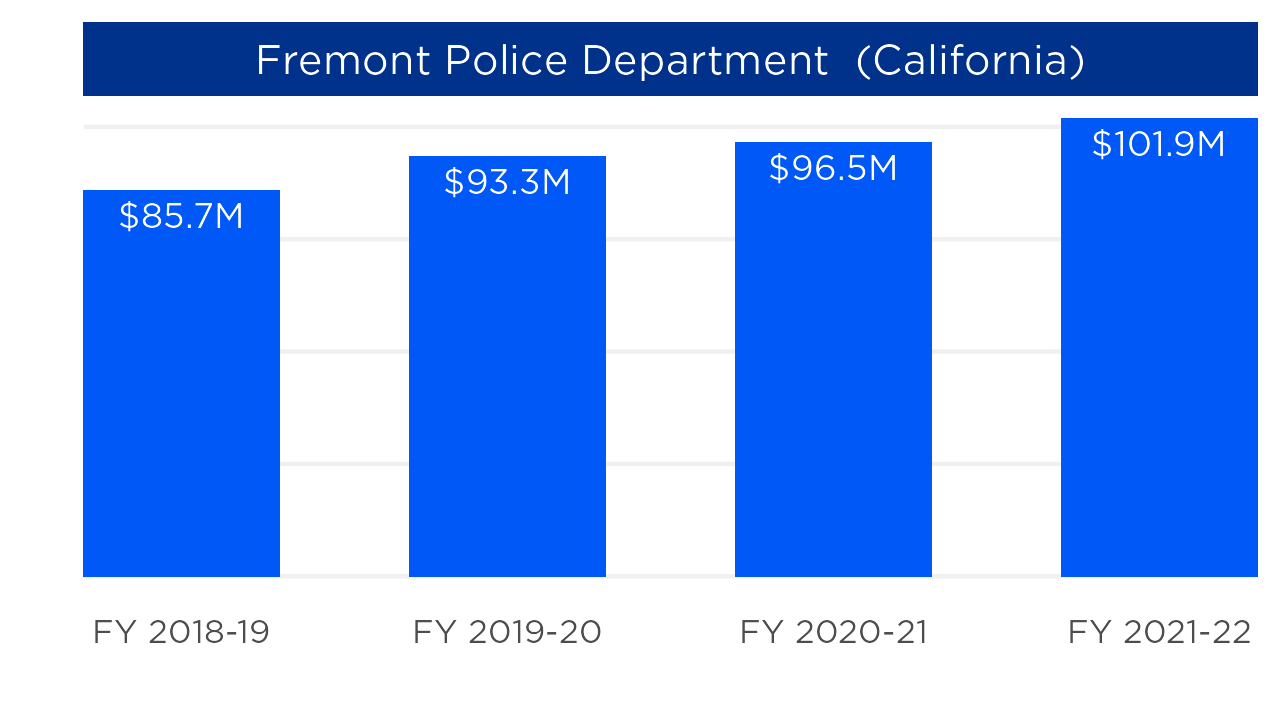 Fremont Police Department (California)
$85.7M
$93.3M
$96.5M
$101.9M
FY 2018-19
FY 2019-20
FY 2020-21
FY 2021-22